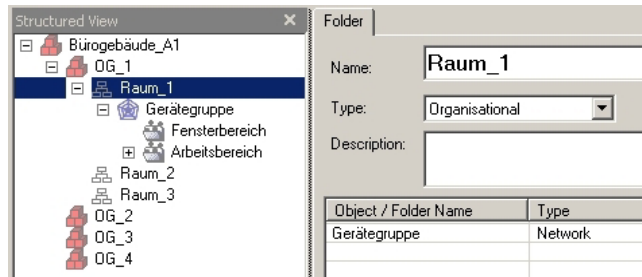 Structured View
Bürogebäude_A1
OG_1
Raum_1
Gerätegruppe
Fensterbereich
Arbeitsbereich
Raum_2
Raum_3
OG_2
OG_3
OG_4
Folder
Name: Raum_1
Type: Organisational
Description:
Object / Folder Name Type
Gerätegruppe Network